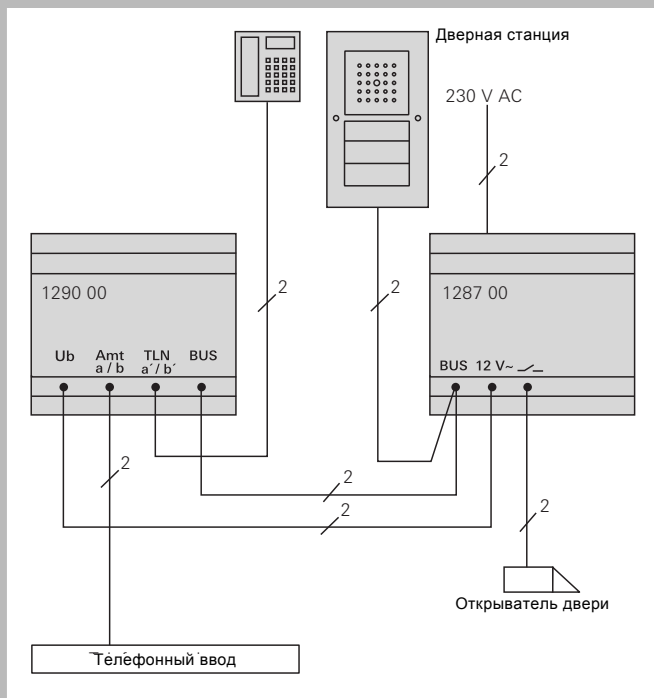 Дверная станция
230 V AC
2
2
2
1290 00
1287 00
Ub Amt a / b TLN a´/ b´ BUS
BUS 12 V~
2
2
2
2
Открыватель двери
Телефонный ввод